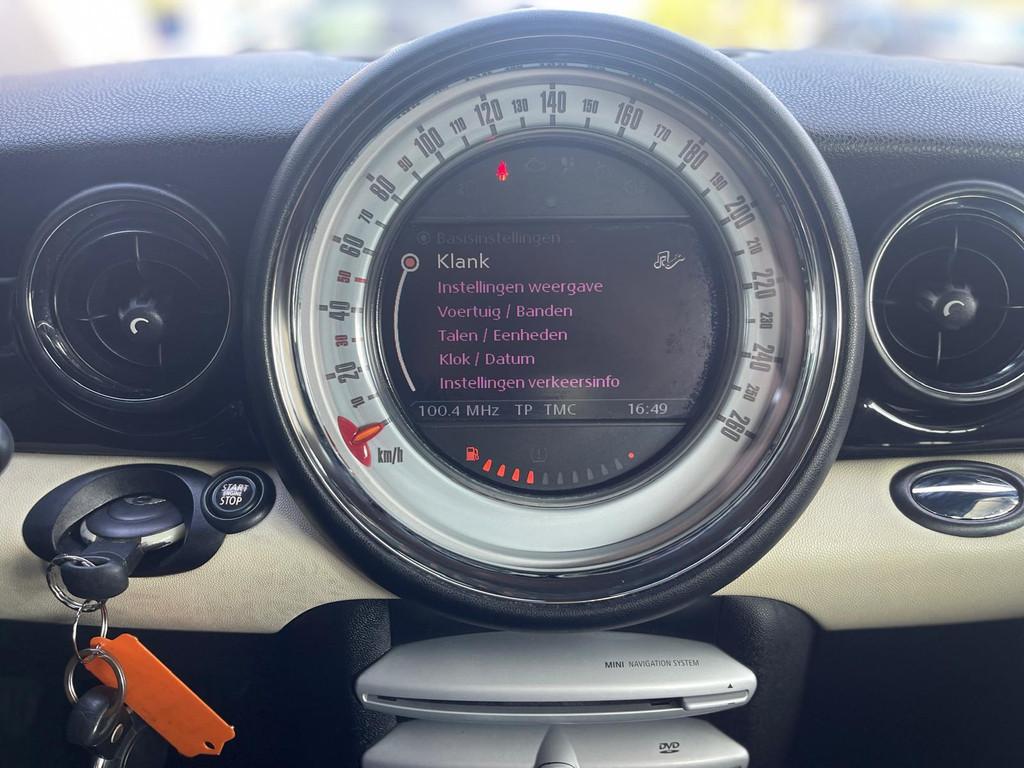 10 20 30 40 50 60 70 80 90 100 110 120 130 140 150 160 170 180 190 200 210 220 230 240 250 260
km/h
Basisinstellingen
Klank
Instellingen weergave
Voertuig / Banden
Talen / Eenheden
Klok / Datum
Instellingen verkeersinfo
100.4 MHz TP TMC 16:49
START
ENGINE
STOP
MINI NAVIGATION SYSTEM
DVD